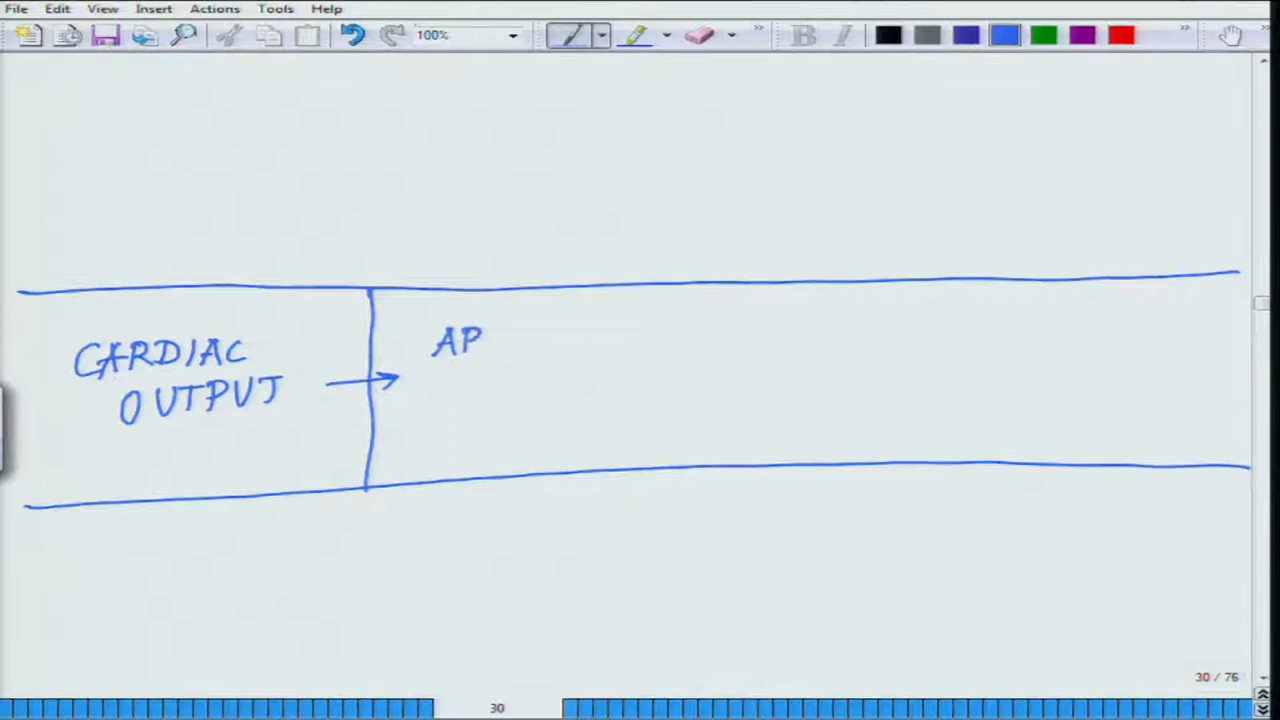 File Edit View Insert Actions Tools Help
100%
B I
CARDIAC
OUTPUT
AP
30 / 76
30